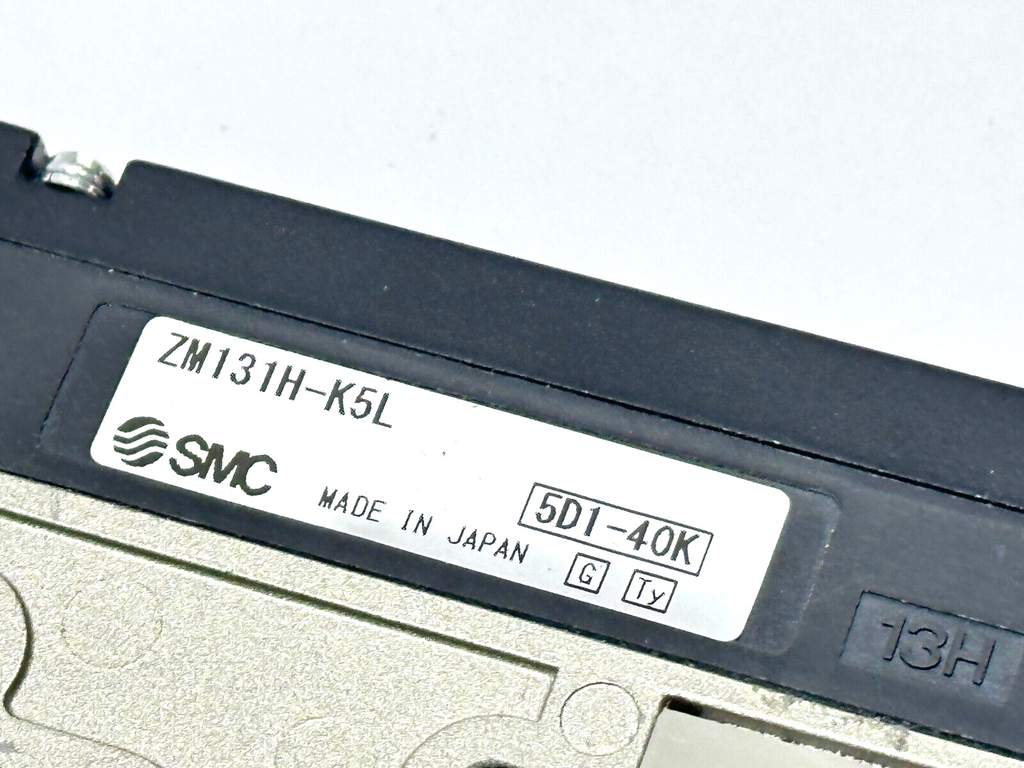 ZM131H-K5L
SMC
MADE IN JAPAN
5D1-40K
G Ty
13H